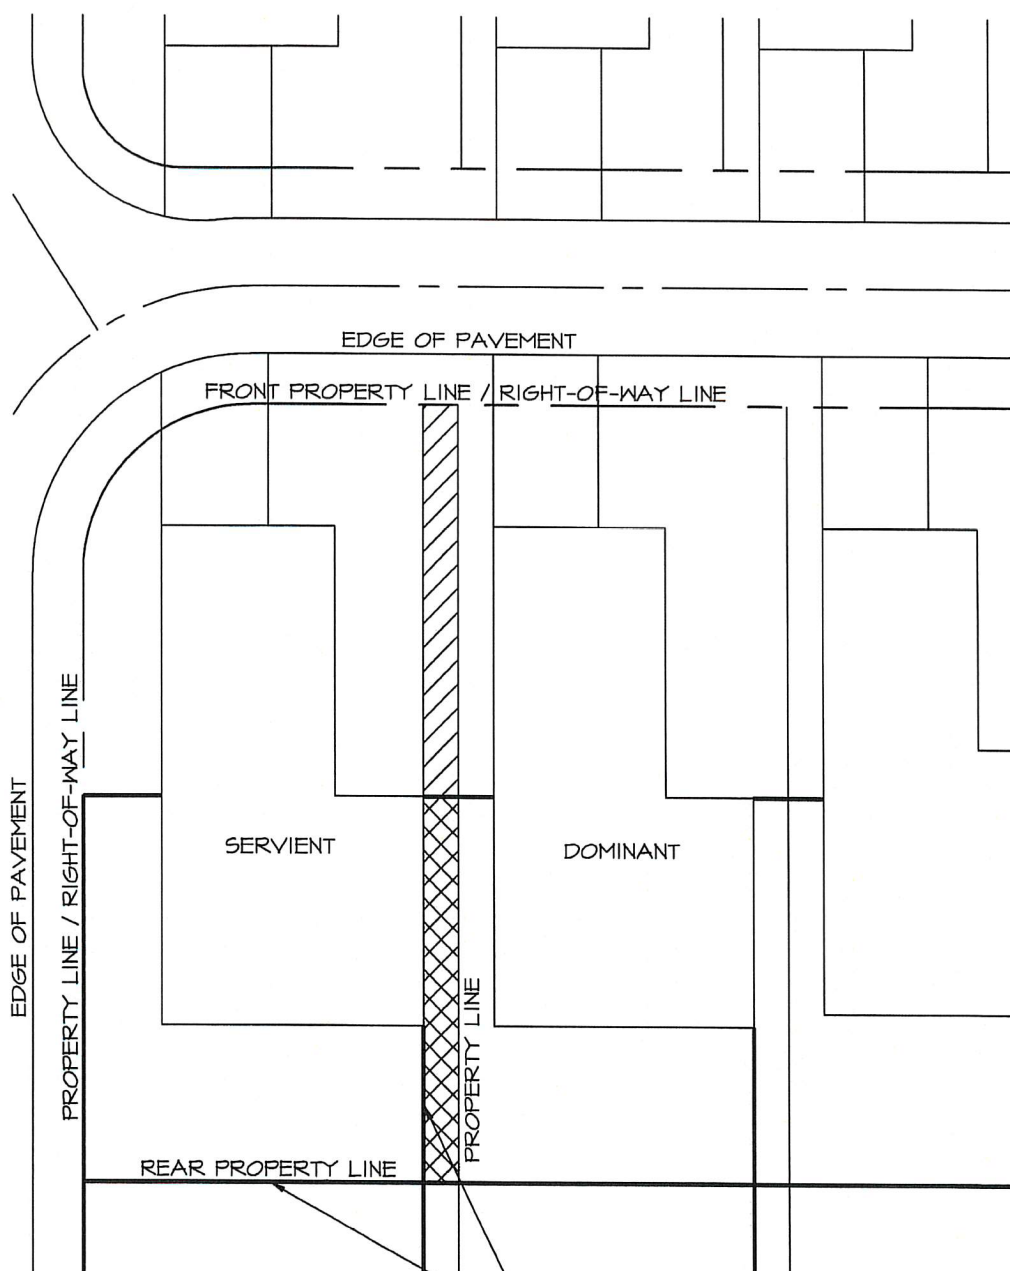 EDGE OF PAVEMENT
FRONT PROPERTY LINE / RIGHT-OF-WAY LINE
PROPERTY LINE / RIGHT-OF-WAY LINE
EDGE OF PAVEMENT
SERVIENT
DOMINANT
PROPERTY LINE
REAR PROPERTY LINE